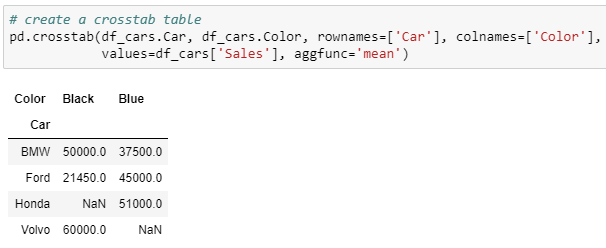 # create a crosstab table
pd.crosstab(df_cars.Car, df_cars.Color, rownames=['Car'], colnames=['Color'],
values=df_cars['Sales'], aggfunc='mean')
Color Black Blue
Car
BMW 50000.0 37500.0
Ford 21450.0 45000.0
Honda NaN 51000.0
Volvo 60000.0 NaN